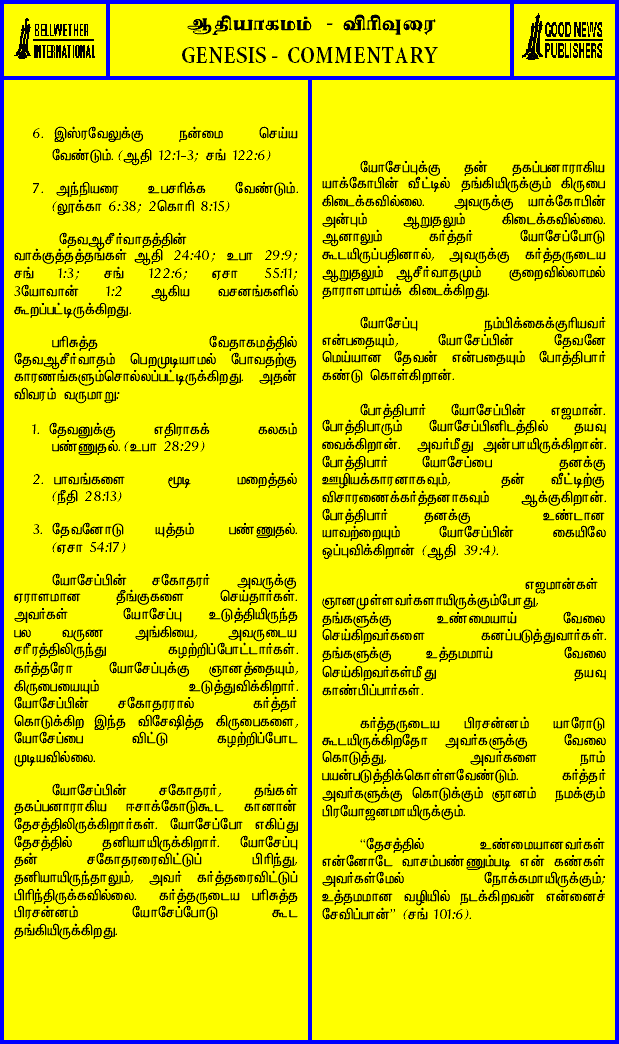 BELLWETHER
INTERNATIONAL
ஆதியாகமம் - விரிவுரை
GENESIS - COMMENTARY
GOOD NEWS
PUBLISHERS
6. இஸ்ரவேலுக்கு நன்மை செய்ய
வேண்டும். (ஆதி 12:1-3; சங் 122:6)
7. அந்நியரை உபசரிக்க வேண்டும்.
(லூக்கா 6:38; 2கொரி 8:15)
தேவஆசீர்வாதத்தின்
வாக்குத்தத்தங்கள் ஆதி 24:40; உபா 29:9;
சங் 1:3; சங் 122:6; ஏசா 55:11;
3யோவான் 1:2 ஆகிய வசனங்களில்
கூறப்பட்டிருக்கிறது.
பரிசுத்த வேதாகமத்தில்
தேவஆசீர்வாதம் பெறமுடியாமல் போவதற்கு
காரணங்களும்சொல்லப்பட்டிருக்கிறது. அதன்
விவரம் வருமாறு:
1. தேவனுக்கு எதிராகக் கலகம்
பண்ணுதல். (உபா 28:29)
2. பாவங்களை மூடி மறைத்தல்
(நீதி 28:13)
3. தேவனோடு யுத்தம் பண்ணுதல்.
(ஏசா 54:17)
யோசேப்பின் சகோதரர் அவருக்கு
ஏராளமான தீங்குகளை செய்தார்கள்.
அவர்கள் யோசேப்பு உடுத்தியிருந்த
பல வருண அங்கியை, அவருடைய
சரீரத்திலிருந்து கழற்றிப்போட்டார்கள்.
கர்த்தரோ யோசேப்புக்கு ஞானத்தையும்,
கிருபையையும் உடுத்துவிக்கிறார்.
யோசேப்பின் சகோதரரால் கர்த்தர்
கொடுக்கிற இந்த விசேஷித்த கிருபைகளை,
யோசேப்பை விட்டு கழற்றிப்போட
முடியவில்லை.
யோசேப்பின் சகோதரர், தங்கள்
தகப்பனாராகிய ஈசாக்கோடுகூட கானான்
தேசத்திலிருக்கிறார்கள். யோசேப்போ எகிப்து
தேசத்தில் தனியாயிருக்கிறார். யோசேப்பு
தன் சகோதரரைவிட்டுப் பிரிந்து,
தனியாயிருந்தாலும், அவர் கர்த்தரைவிட்டுப்
பிரிந்திருக்கவில்லை. கர்த்தருடைய பரிசுத்த
பிரசன்னம் யோசேப்போடு கூட
தங்கியிருக்கிறது.
யோசேப்புக்கு தன் தகப்பனாராகிய
யாக்கோபின் வீட்டில் தங்கியிருக்கும் கிருபை
கிடைக்கவில்லை. அவருக்கு யாக்கோபின்
அன்பும் ஆறுதலும் கிடைக்கவில்லை.
ஆனாலும் கர்த்தர் யோசேப்போடு
கூடயிருப்பதினால், அவருக்கு கர்த்தருடைய
ஆறுதலும் ஆசீர்வாதமும் குறைவில்லாமல்
தாராளமாய்க் கிடைக்கிறது.
யோசேப்பு நம்பிக்கைக்குரியவர்
என்பதையும், யோசேப்பின் தேவனே
மெய்யான தேவன் என்பதையும் போத்திபார்
கண்டு கொள்கிறான்.
போத்திபார் யோசேப்பின் எஜமான்.
போத்திபாரும் யோசேப்பினிடத்தில் தயவு
வைக்கிறான். அவர்மீது அன்பாயிருக்கிறான்.
போத்திபார் யோசேப்பை தனக்கு
ஊழியக்காரனாகவும், தன் வீட்டிற்கு
விசாரணைக்கர்த்தனாகவும் ஆக்குகிறான்.
போத்திபார் தனக்கு உண்டான
யாவற்றையும் யோசேப்பின் கையிலே
ஒப்புவிக்கிறான் (ஆதி 39:4).
எஜமான்கள்
ஞானமுள்ளவர்களாயிருக்கும்போது,
தங்களுக்கு உண்மையாய் வேலை
செய்கிறவர்களை கனப்படுத்துவார்கள்.
தங்களுக்கு உத்தமமாய் வேலை
செய்கிறவர்கள்மீது தயவு
காண்பிப்பார்கள்.
கர்த்தருடைய பிரசன்னம் யாரோடு
கூடயிருக்கிறதோ அவர்களுக்கு வேலை
கொடுத்து, அவர்களை நாம்
பயன்படுத்திக்கொள்ளவேண்டும். கர்த்தர்
அவர்களுக்கு கொடுக்கும் ஞானம் நமக்கும்
பிரயோஜனமாயிருக்கும்.
"தேசத்தில் உண்மையானவர்கள்
என்னோடே வாசம்பண்ணும்படி என் கண்கள்
அவர்கள்மேல் நோக்கமாயிருக்கும்;
உத்தமமான வழியில் நடக்கிறவன் என்னைச்
சேவிப்பான்" (சங் 101:6).